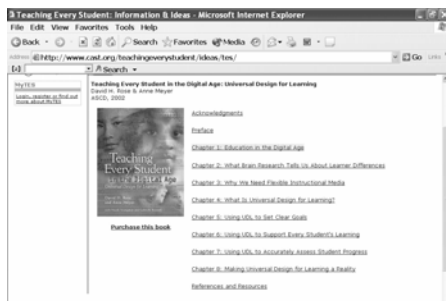 Teaching Every Student: Information & Ideas - Microsoft Internet Explorer
File Edit View Favorites Tools Help
Back Search Favorites Media
Address http://www.cast.org/teachingeverystudent/ideas/tes/ Go Links
Search
MyTES
Learn, register or find out
more about MyTES
Teaching Every Student in the Digital Age: Universal Design for Learning
David H. Rose & Anne Meyer
ASCD, 2002
Teaching
Every Student
Digital Age
Purchase this book
Acknowledgments
Preface
Chapter 1: Education in the Digital Age
Chapter 2: What Brain Research Tells Us About Learner Differences
Chapter 3: Why We Need Flexible Instructional Media
Chapter 4: What Is Universal Design for Learning?
Chapter 5: Using UDL to Set Clear Goals
Chapter 6: Using UDL to Support Every Student's Learning
Chapter 7: Using UDL to Accurately Assess Student Progress
Chapter 8: Making Universal Design for Learning a Reality
References and Resources